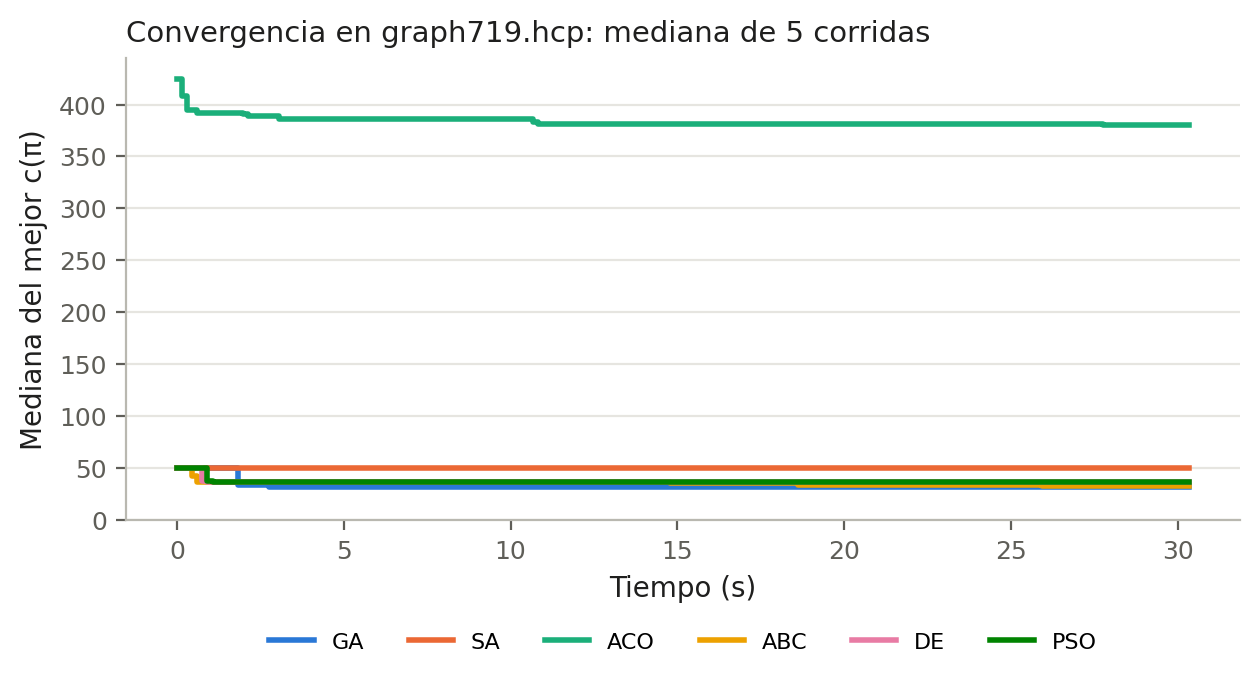 Convergencia en graph719.hcp: mediana de 5 corridas
Mediana del mejor c(π)
400
350
300
250
200
150
100
50
0
0 5 10 15 20 25 30
Tiempo (s)
GA SA ACO ABC DE PSO